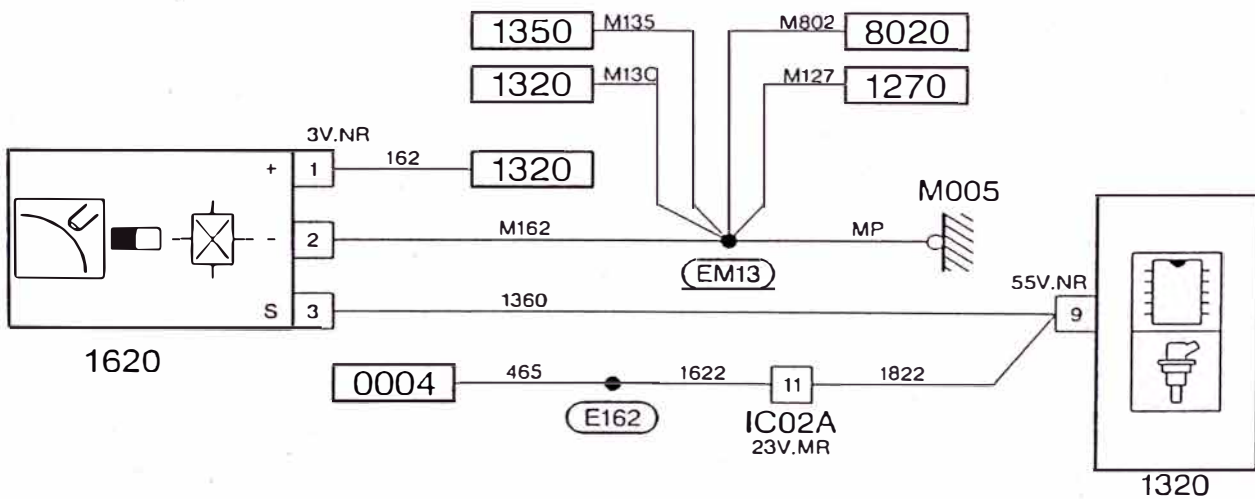 1350 M135 M802 8020
1320 M13C M127 1270
3V.NR
+ 1 162 1320
M005
- 2 M162 MP
EM13
55V.NR
S 3 1360 9
1620
0004 465 1622 11 1822
E162
IC02A
23V.MR
1320